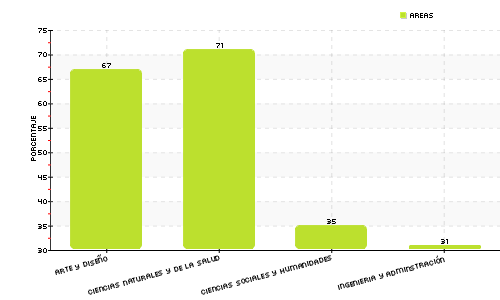 AREAS
PORCENTAJE
75
70
65
60
55
50
45
40
35
30
67
71
35
31
ARTE Y DISEÑO
CIENCIAS NATURALES Y DE LA SALUD
CIENCIAS SOCIALES Y HUMANIDADES
INGENIERIA Y ADMINSTRACIÓN